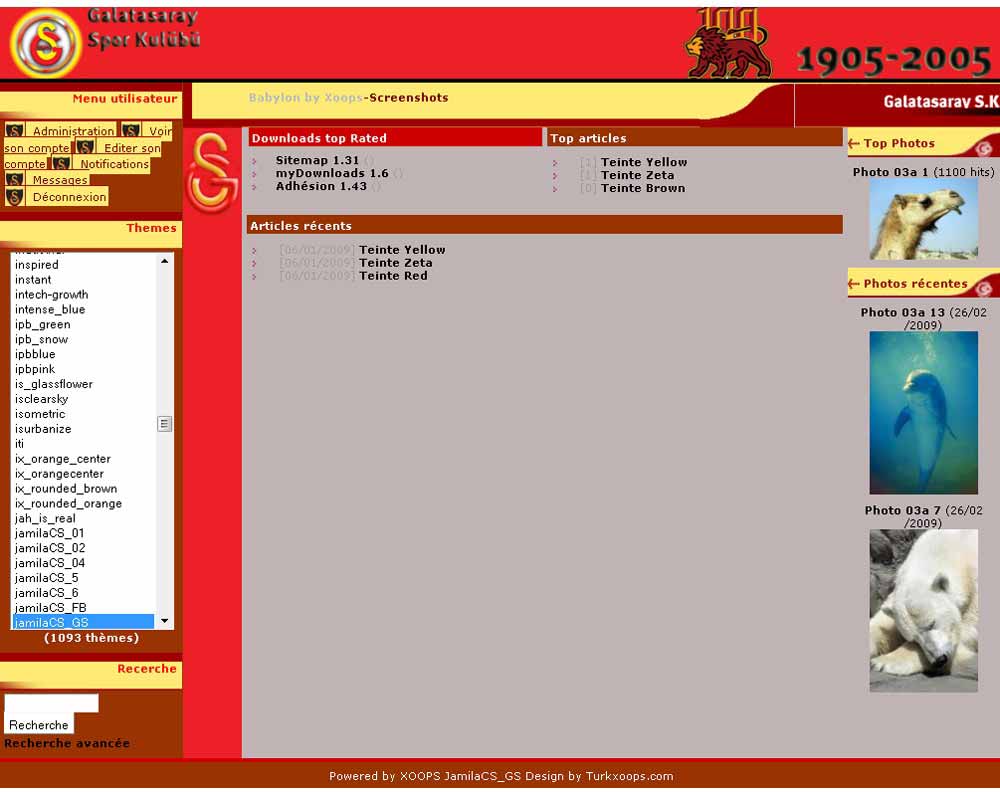 Galatasaray
Spor Kulübü
100
1905-2005
Menu utilisateur
Babylon by Xoops-Screenshots
Galatasaray S.K
Administration Voir
son compte Editer son
compte Notifications
Messages
Déconnexion
Themes
inspired
instant
intech-growth
intense_blue
ipb_green
ipb_snow
ipbblue
ipbpink
is_glassflower
isclearsky
isometric
isurbanize
iti
ix_orange_center
ix_orangecenter
ix_rounded_brown
ix_rounded_orange
jah_is_real
jamilaCS_01
jamilaCS_02
jamilaCS_04
jamilaCS_5
jamilaCS_6
jamilaCS_FB
jamilaCS_GS
(1093 thèmes)
Recerche
Recherche
Recherche avancée
Downloads top Rated
Sitemap 1.31 ()
myDownloads 1.6 ()
Adhésion 1.43 ()
Top articles
[1] Teinte Yellow
[1] Teinte Zeta
[0] Teinte Brown
Articles récents
[06/01/2009] Teinte Yellow
[06/01/2009] Teinte Zeta
[06/01/2009] Teinte Red
Top Photos
Photo 03a 1 (1100 hits)
Photos récentes
Photo 03a 13 (26/02
/2009)
Photo 03a 7 (26/02
/2009)
Powered by XOOPS JamilaCS_GS Design by Turkxoops.com